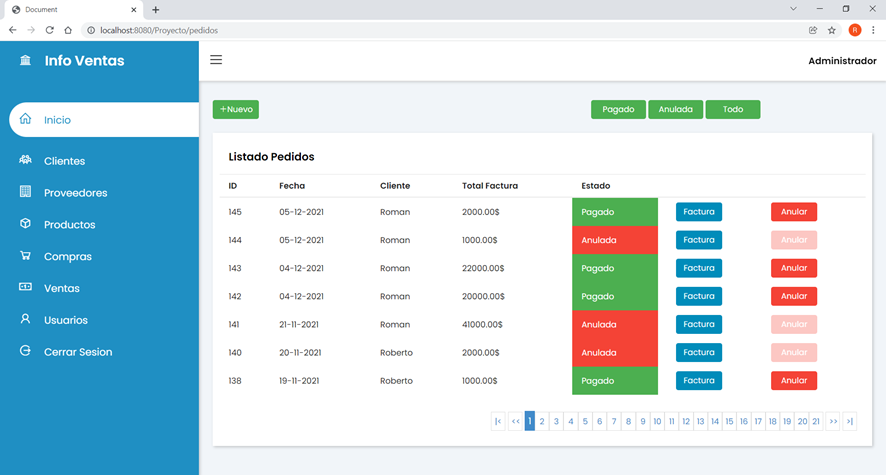 Document
localhost:8080/Proyecto/pedidos
R
Info Ventas
Administrador
Inicio
Clientes
Proveedores
Productos
Compras
Ventas
Usuarios
Cerrar Sesion
+Nuevo
Pagado Anulada Todo
Listado Pedidos
ID Fecha Cliente Total Factura Estado
145 05-12-2021 Roman 2000.00$ Pagado Factura Anular
144 05-12-2021 Roman 1000.00$ Anulada Factura Anular
143 04-12-2021 Roman 22000.00$ Pagado Factura Anular
142 04-12-2021 Roman 20000.00$ Pagado Factura Anular
141 21-11-2021 Roman 41000.00$ Anulada Factura Anular
140 20-11-2021 Roberto 2000.00$ Anulada Factura Anular
138 19-11-2021 Roberto 1000.00$ Pagado Factura Anular
|< << 1 2 3 4 5 6 7 8 9 10 11 12 13 14 15 16 17 18 19 20 21 >> >|